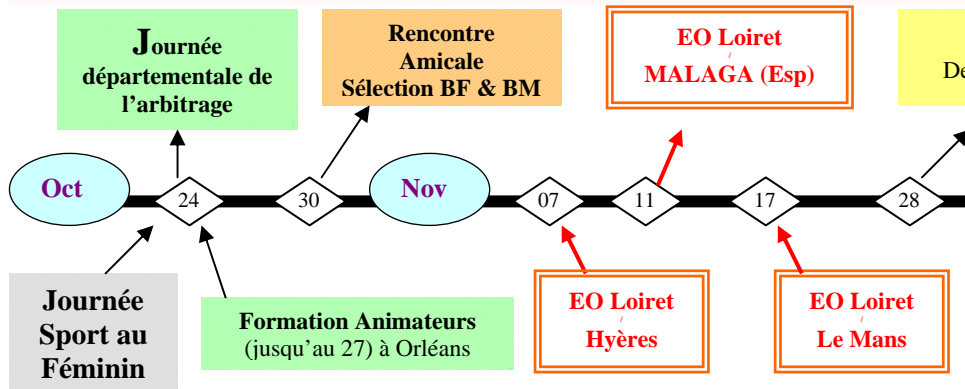 Journée
départementale de
l'arbitrage
Rencontre
Amicale
Sélection BF & BM
EO Loiret
/
MALAGA (Esp)
Oct
24
30
Nov
07
11
17
28
Journée
Sport au
Féminin
Formation Animateurs
(jusqu'au 27) à Orléans
EO Loiret
/
Hyères
EO Loiret
/
Le Mans